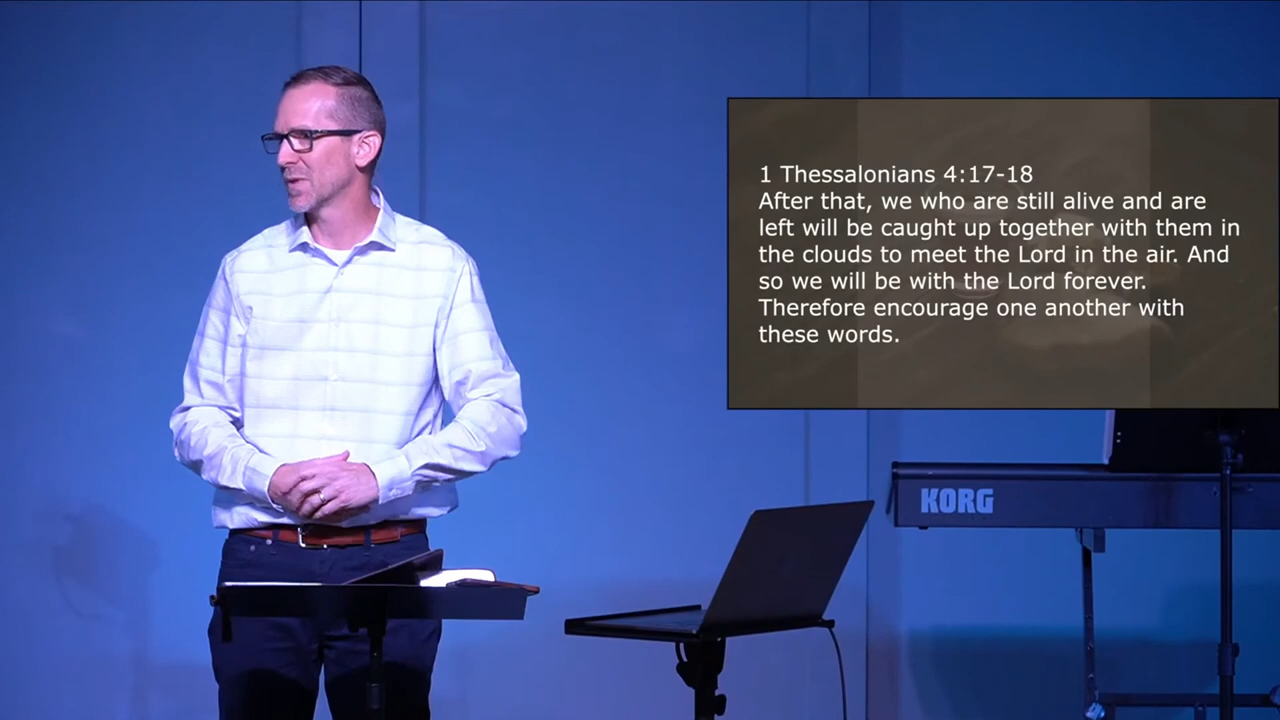 1 Thessalonians 4:17-18
After that, we who are still alive and are
left will be caught up together with them in
the clouds to meet the Lord in the air. And
so we will be with the Lord forever.
Therefore encourage one another with
these words.
KORG